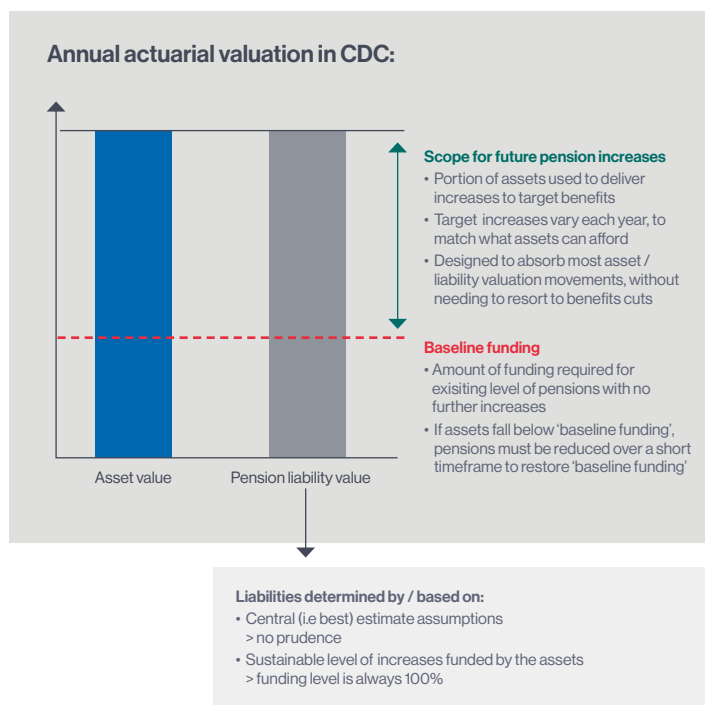 Annual actuarial valuation in CDC:
Scope for future pension increases
• Portion of assets used to deliver
increases to target benefits
• Target increases vary each year, to
match what assets can afford
• Designed to absorb most asset /
liability valuation movements, without
needing to resort to benefits cuts
Baseline funding
• Amount of funding required for
exisiting level of pensions with no
further increases
• If assets fall below ‘baseline funding’,
pensions must be reduced over a short
timeframe to restore ‘baseline funding’
Asset value
Pension liability value
Liabilities determined by / based on:
• Central (i.e best) estimate assumptions
> no prudence
• Sustainable level of increases funded by the assets
> funding level is always 100%